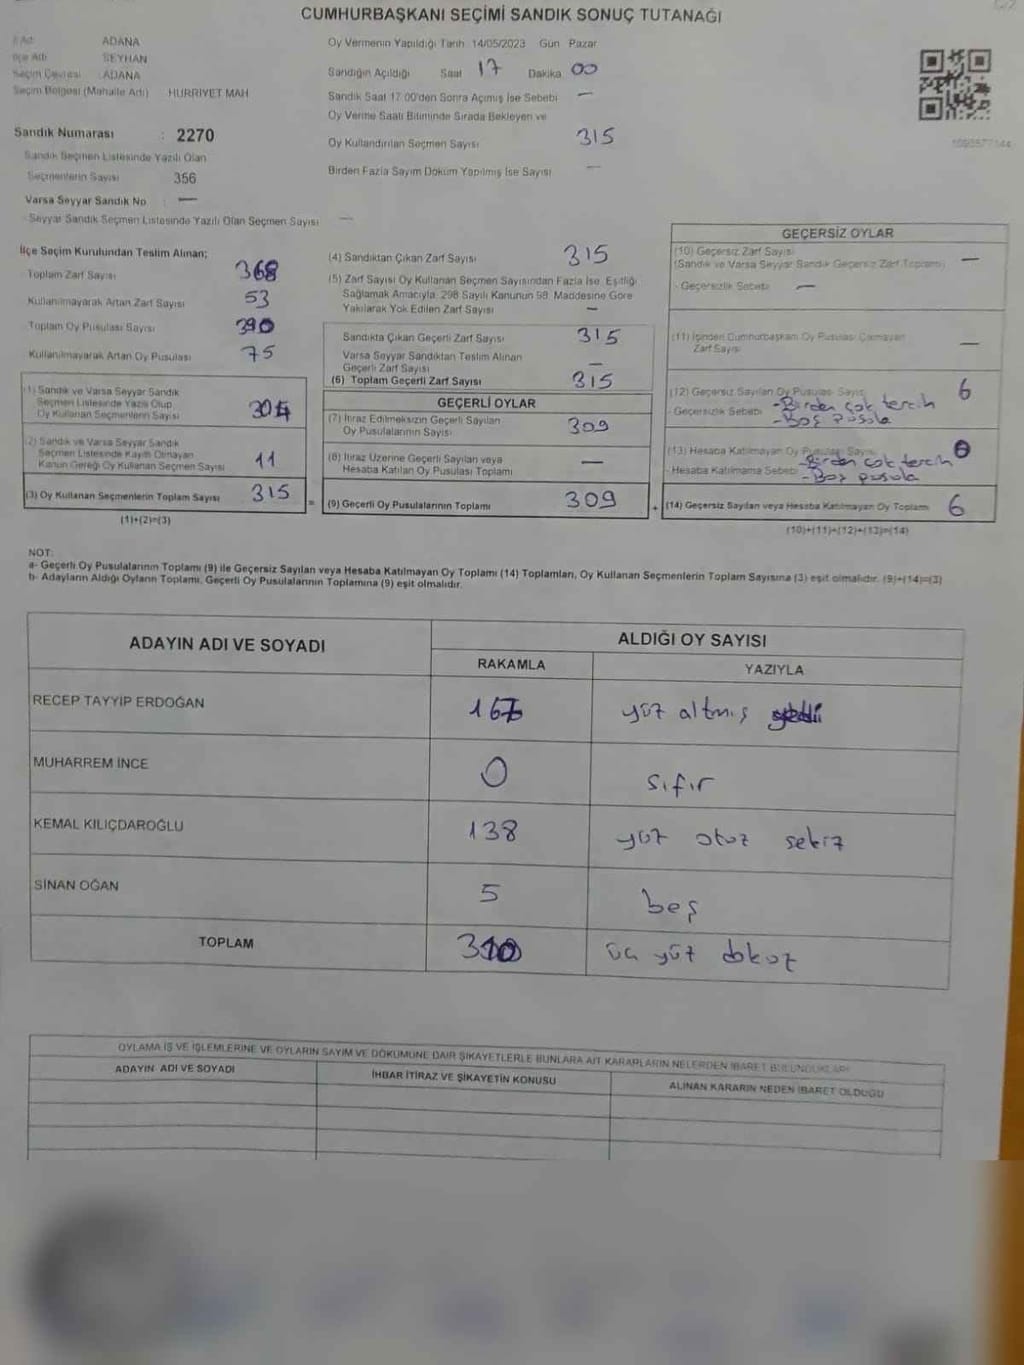 CUMHURBAŞKANI SEÇİMİ SANDIK SONUÇ TUTANAĞI
İl Adı ADANA
İlçe Adı SEYHAN
Seçim Çevresi ADANA
Seçim Bölgesi (Mahalle Adı) HÜRRİYET MAH
Sandık Numarası : 2270
Sandık Seçmen Listesinde Yazılı Olan
Seçmenlerin Sayısı 356
Varsa Seyyar Sandık No : —
Seyyar Sandık Seçmen Listesinde Yazılı Olan Seçmen Sayısı —
Oy Vermenin Yapıldığı Tarih 14/05/2023 Gün Pazar
Sandığın Açıldığı Saat 17 Dakika 00
Sandık Saat 17:00'den Sonra Açılmış İse Sebebi —
Oy Verme Saati Bitiminde Sırada Bekleyen ve
Oy Kullandırılan Seçmen Sayısı 315
Birden Fazla Sayım Döküm Yapılmış İse Sayısı —
İlçe Seçim Kurulundan Teslim Alınan;
Toplam Zarf Sayısı 368
Kullanılmayarak Artan Zarf Sayısı 53
Toplam Oy Pusulası Sayısı 390
Kullanılmayarak Artan Oy Pusulası 75
(1) Sandık ve Varsa Seyyar Sandık
Seçmen Listesinde Yazılı Olup
Oy Kullanan Seçmenlerin Sayısı 304
(2) Sandık ve Varsa Seyyar Sandık
Seçmen Listesinde Kayıtlı Olmayan
Kanun Gereği Oy Kullanan Seçmen Sayısı 11
(3) Oy Kullanan Seçmenlerin Toplam Sayısı 315 =
(1)+(2)=(3)
(4) Sandıktan Çıkan Zarf Sayısı 315
(5) Zarf Sayısı Oy Kullanan Seçmen Sayısından Fazla İse, Eşitliği
Sağlamak Amacıyla; 298 Sayılı Kanunun 98. Maddesine Göre
Yakılarak Yok Edilen Zarf Sayısı —
Sandıkta Çıkan Geçerli Zarf Sayısı 315
Varsa Seyyar Sandıktan Teslim Alınan
Geçerli Zarf Sayısı —
(6) Toplam Geçerli Zarf Sayısı 315
GEÇERLİ OYLAR
(7) İtiraz Edilmeksizin Geçerli Sayılan
Oy Pusulalarının Sayısı 309
(8) İtiraz Üzerine Geçerli Sayılan veya
Hesaba Katılan Oy Pusulası Toplamı —
(9) Geçerli Oy Pusulalarının Toplamı 309 +
GEÇERSİZ OYLAR
(10) Geçersiz Zarf Sayısı
(Sandık ve Varsa Seyyar Sandık Geçersiz Zarf Toplamı) —
- Geçersizlik Sebebi —
(11) İçinden Cumhurbaşkanı Oy Pusulası Çıkmayan
Zarf Sayısı —
(12) Geçersiz Sayılan Oy Pusulası Sayısı 6
- Geçersizlik Sebebi -Birden çok tercih
-Boş pusula
(13) Hesaba Katılmayan Oy Pusulası Sayısı
- Hesaba Katılmama Sebebi -Birden çok tercih
-Boş pusula
(14) Geçersiz Sayılan veya Hesaba Katılmayan Oy Toplamı 6
(10)+(11)+(12)+(13)=(14)
NOT:
a- Geçerli Oy Pusulalarının Toplamı (9) ile Geçersiz Sayılan veya Hesaba Katılmayan Oy Toplamı (14) Toplamları, Oy Kullanan Seçmenlerin Toplam Sayısına (3) eşit olmalıdır. (9)+(14)=(3)
b- Adayların Aldığı Oyların Toplamı, Geçerli Oy Pusulalarının Toplamına (9) eşit olmalıdır.
ADAYIN ADI VE SOYADI ALDIĞI OY SAYISI
RAKAMLA YAZIYLA
RECEP TAYYİP ERDOĞAN yüz altmış
MUHARREM İNCE 0 sıfır
KEMAL KILIÇDAROĞLU 138 yüz otuz sekiz
SİNAN OĞAN 5 beş
TOPLAM üç yüz dokuz
OYLAMA İŞ VE İŞLEMLERİNE VE OYLARIN SAYIM VE DÖKÜMÜNE DAİR ŞİKAYETLERLE BUNLARA AİT KARARLARIN NELERDEN İBARET BULUNDUKLARI
ADAYIN ADI VE SOYADI İHBAR İTİRAZ VE ŞİKAYETİN KONUSU ALINAN KARARIN NEDEN İBARET OLDUĞU